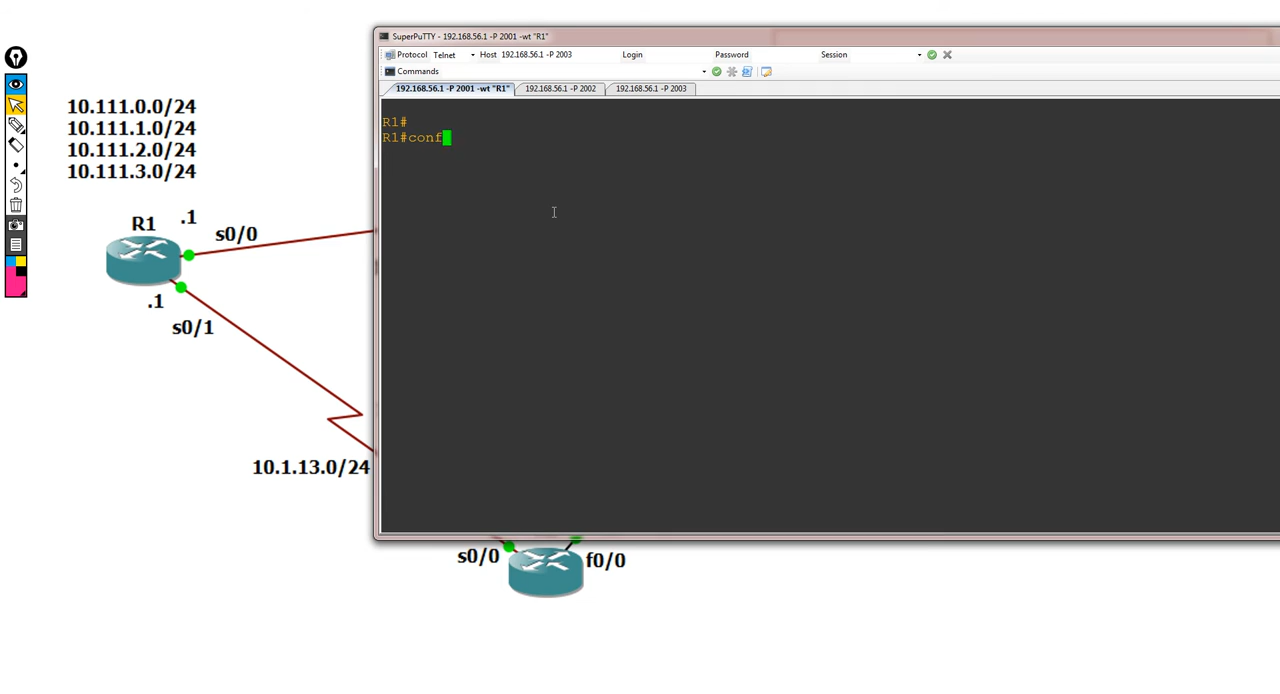 SuperPuTTY - 192.168.56.1 -P 2001 -wt "R1"
Protocol Telnet Host 192.168.56.1 -P 2003 Login Password Session
Commands
192.168.56.1 -P 2001 -wt "R1" 192.168.56.1 -P 2002 192.168.56.1 -P 2003
R1#
R1#conf
10.111.0.0/24
10.111.1.0/24
10.111.2.0/24
10.111.3.0/24
R1 .1
s0/0
.1
s0/1
10.1.13.0/24
s0/0 f0/0